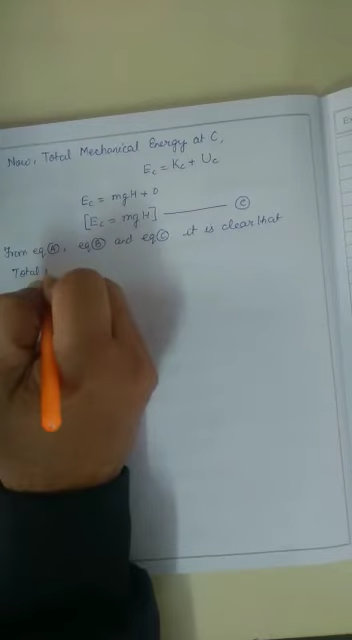 Now, Total Mechanical Energy at C,
E_C = K_C + U_C
E_C = mgH + 0
[E_C = mgH] ——— Ⓒ
From eq Ⓐ, eq Ⓑ and eq Ⓒ it is clear that
Total